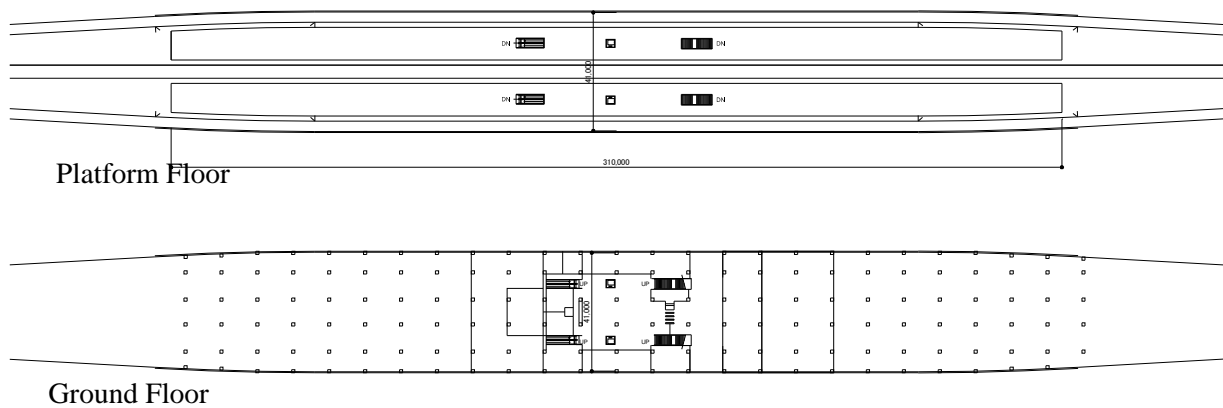 DN DN
41,000
DN DN
310,000
Platform Floor
UP UP
41,000
UP UP
Ground Floor